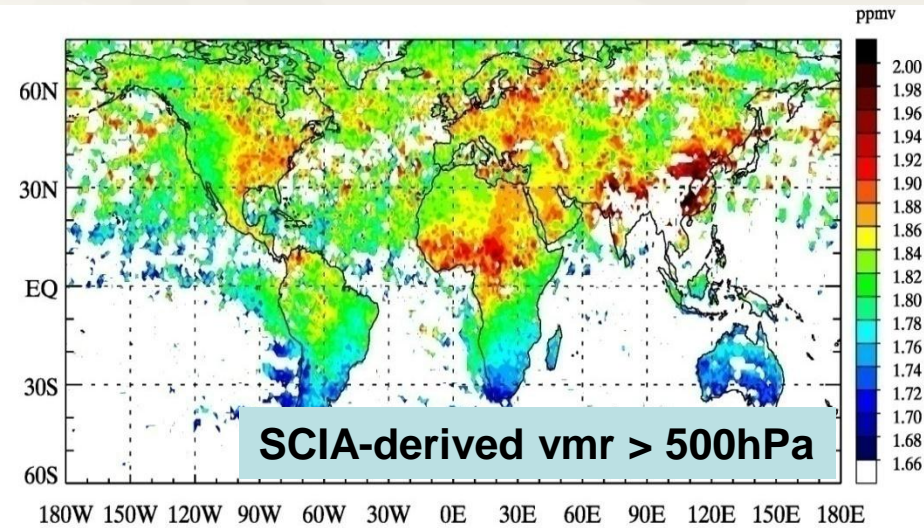 ppmv
2.00
1.98
60N
1.96
1.94
1.92
30N
1.90
1.88
1.86
1.84
1.82
EQ
1.80
1.78
1.76
1.74
30S
1.72
1.70
SCIA-derived vmr > 500hPa
1.68
1.66
60S
180W 150W 120W 90W 60W 30W 0E 30E 60E 90E 120E 150E 180E